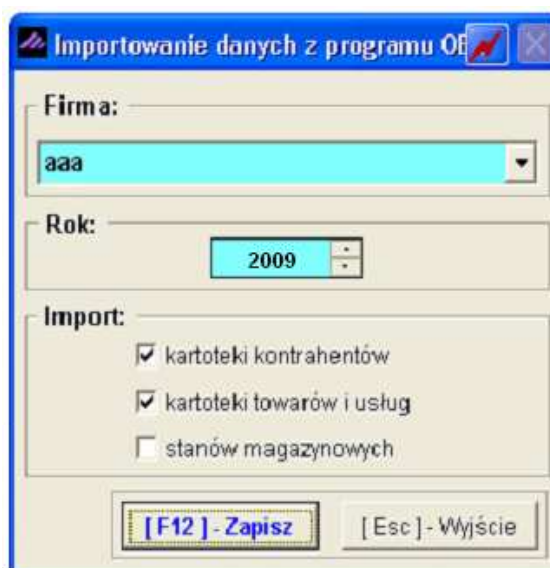 Importowanie danych z programu
Firma:
aaa
Rok:
2009
Import:
kartoteki kontrahentów
kartoteki towarów i usług
stanów magazynowych
[ F12 ] - Zapisz
[ Esc ] - Wyjście